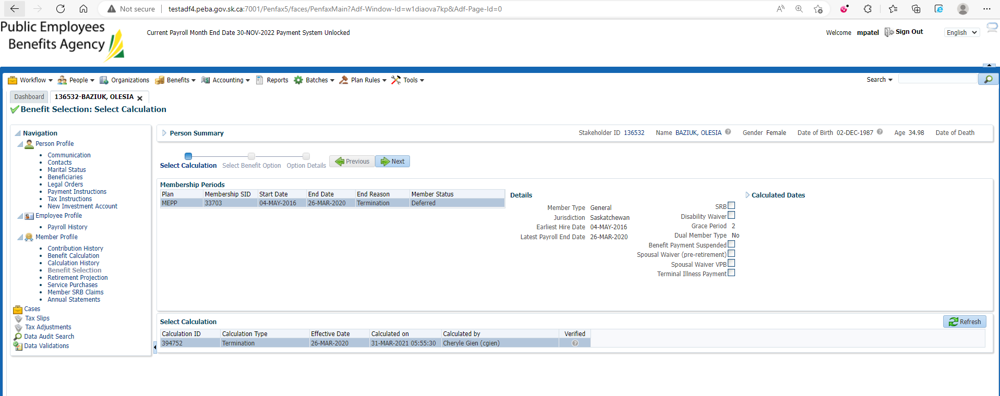 Not secure | testadf4.peba.gov.sk.ca:7001/Penfax5/faces/PenfaxMain?Adf-Window-Id=w1diaova7kp&Adf-Page-Id=0
Public Employees
Benefits Agency
Current Payroll Month End Date 30-NOV-2022 Payment System Unlocked
Welcome mpatel Sign Out English
Workflow People Organizations Benefits Accounting Reports Batches Plan Rules Tools Search
Dashboard 136532-BAZIUK, OLESIA
Benefit Selection: Select Calculation
Navigation
Person Profile
Communication
Contacts
Marital Status
Beneficiaries
Legal Orders
Payment Instructions
Tax Instructions
New Investment Account
Employee Profile
Payroll History
Member Profile
Contribution History
Benefit Calculation
Calculation History
Benefit Selection
Retirement Projection
Service Purchases
Member SRB Claims
Annual Statements
Cases
Tax Slips
Tax Adjustments
Data Audit Search
Data Validations
Person Summary Stakeholder ID 136532 Name BAZIUK, OLESIA Gender Female Date of Birth 02-DEC-1987 Age 34.98 Date of Death
Select Calculation Select Benefit Option Option Details Previous Next
Membership Periods
Plan Membership SID Start Date End Date End Reason Member Status
MEPP 33703 04-MAY-2016 26-MAR-2020 Termination Deferred
Details
Member Type General
Jurisdiction Saskatchewan
Earliest Hire Date 04-MAY-2016
Latest Payroll End Date 26-MAR-2020
SRB
Disability Waiver
Grace Period 2
Dual Member Type No
Benefit Payment Suspended
Spousal Waiver (pre-retirement)
Spousal Waiver VPB
Terminal Illness Payment
Calculated Dates
Select Calculation Refresh
Calculation ID Calculation Type Effective Date Calculated on Calculated by Verified
394752 Termination 26-MAR-2020 31-MAR-2021 05:55:30 Cheryle Gien (cgien)